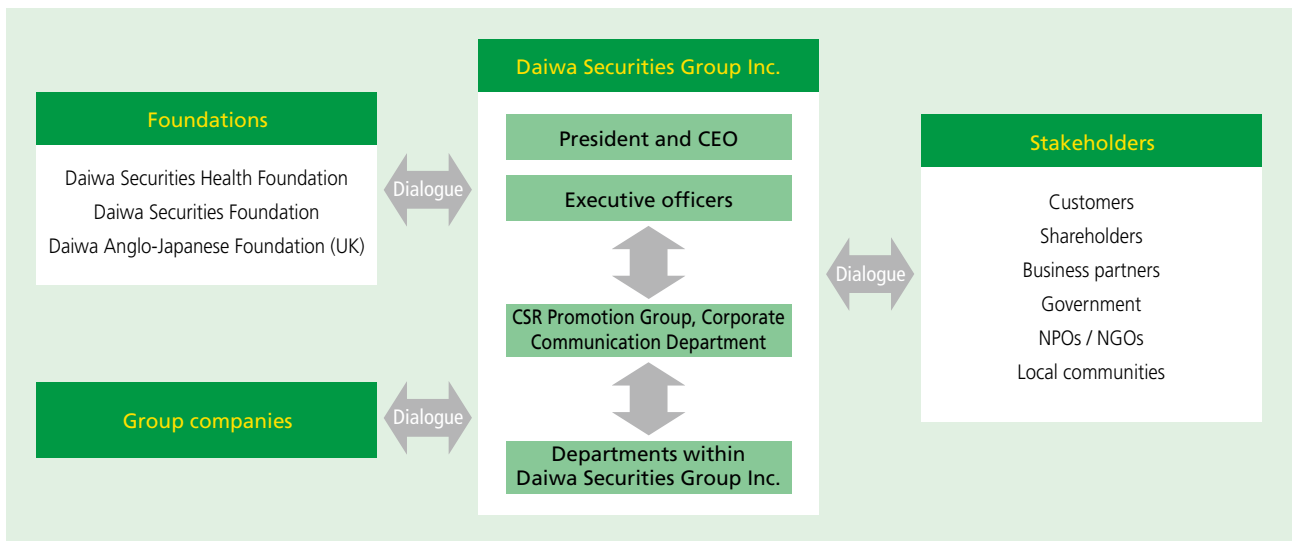 Foundations
Daiwa Securities Health Foundation
Daiwa Securities Foundation
Daiwa Anglo-Japanese Foundation (UK)
Dialogue
Group companies
Dialogue
Daiwa Securities Group Inc.
President and CEO
Executive officers
CSR Promotion Group, Corporate
Communication Department
Departments within
Daiwa Securities Group Inc.
Dialogue
Stakeholders
Customers
Shareholders
Business partners
Government
NPOs / NGOs
Local communities